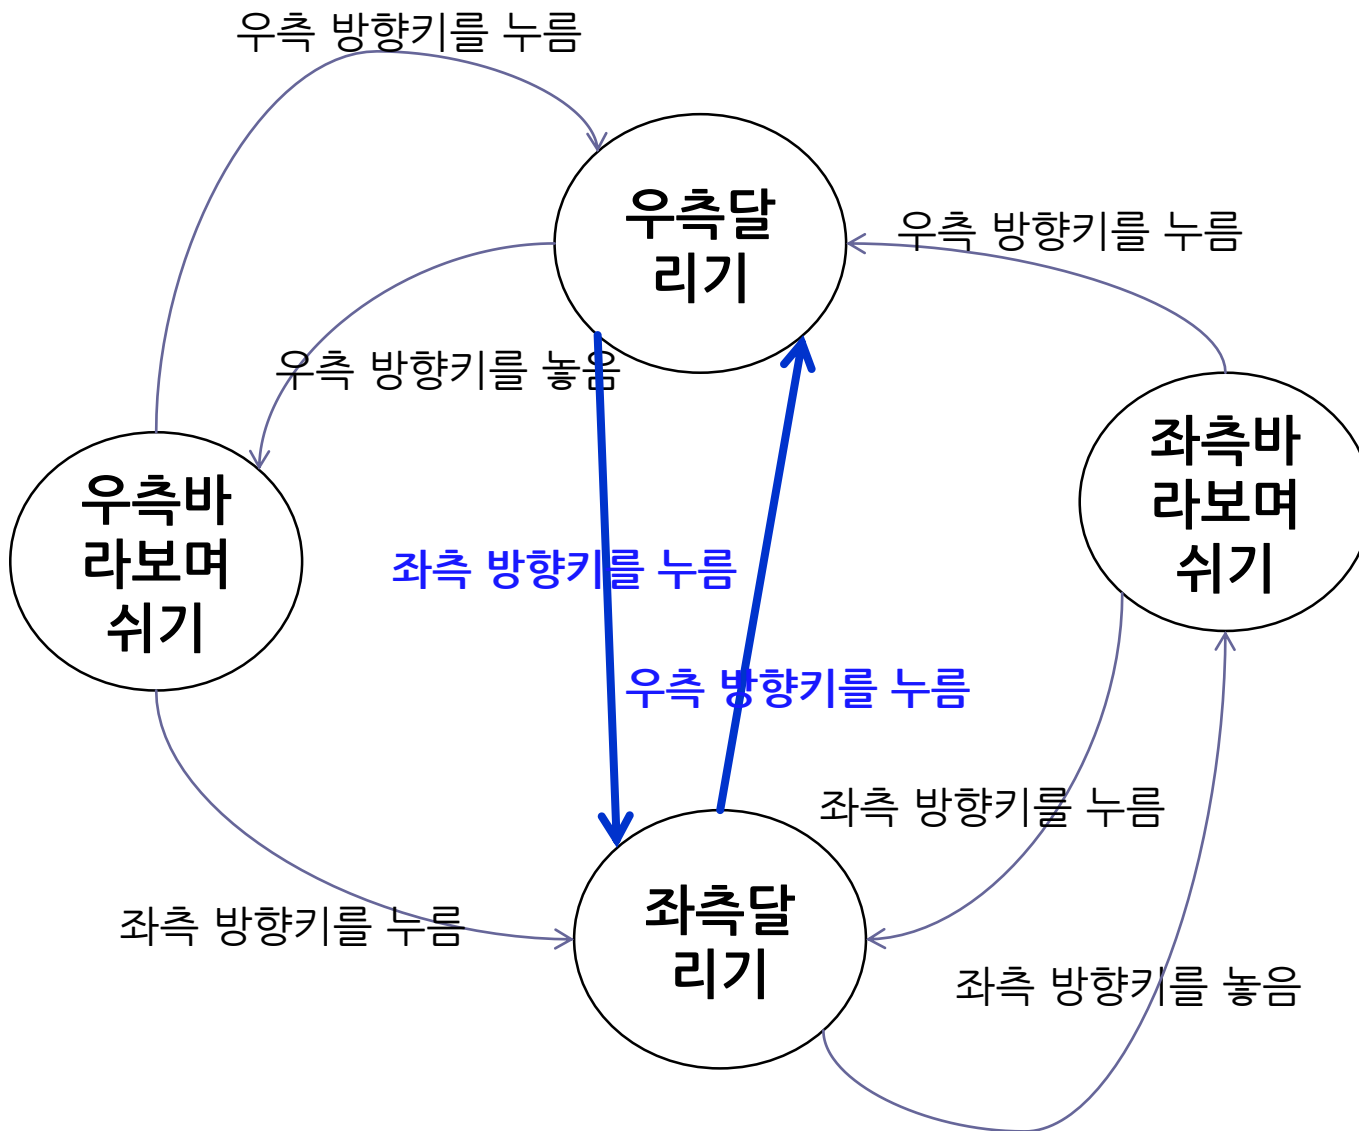 우측 방향키를 누름
우측달
리기
우측 방향키를 누름
우측 방향키를 놓음
좌측바
라보며
쉬기
우측바
라보며
쉬기
좌측 방향키를 누름
우측 방향키를 누름
좌측 방향키를 누름
좌측 방향키를 누름
좌측달
리기
좌측 방향키를 놓음